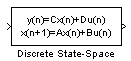 y(n)=Cx(n)+Du(n)
x(n+1)=Ax(n)+Bu(n)
Discrete State-Space